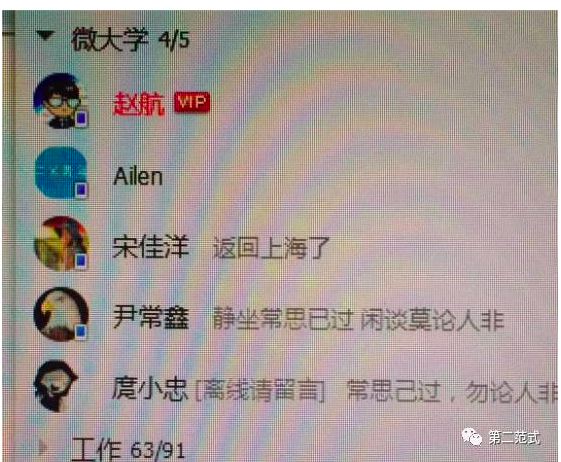 微大学 4/5
赵航 VIP
Ailen
宋佳洋 返回上海了
尹常鑫 静坐常思已过 闲谈莫论人非
庹小忠 [离线请留言] 常思己过，勿论人非
工作 63/91
第二范式